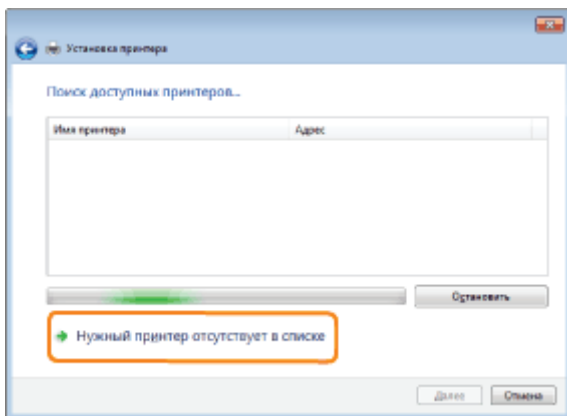 Установка принтера
Поиск доступных принтеров...
Имя принтера Адрес
Остановить
Нужный принтер отсутствует в списке
Далее Отмена